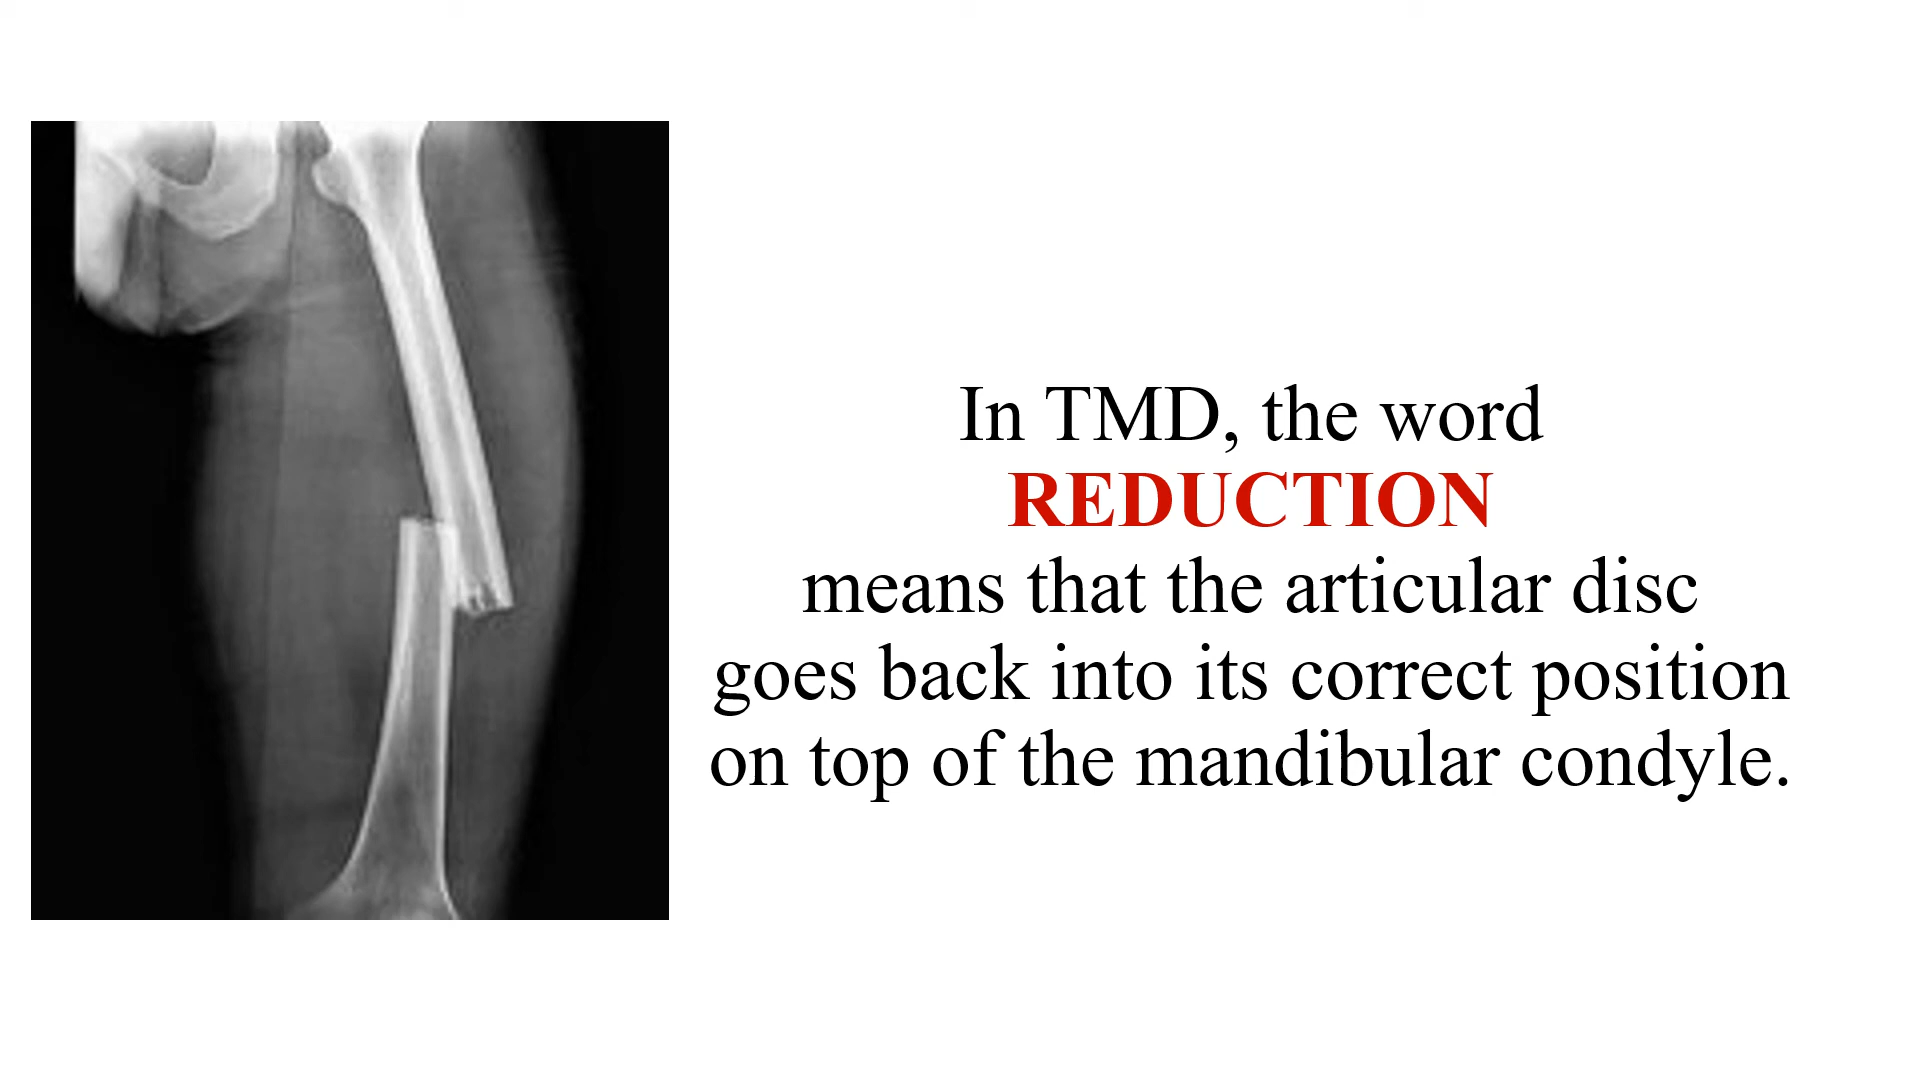 In TMD, the word
REDUCTION
means that the articular disc
goes back into its correct position
on top of the mandibular condyle.